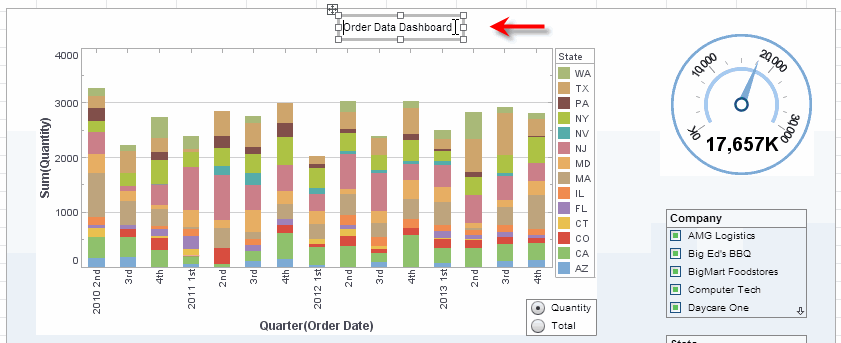 Order Data Dashboard
Sum(Quantity)
4000
3000
2000
1000
0
2010 2nd
3rd
4th
2011 1st
2nd
3rd
4th
2012 1st
2nd
3rd
4th
2013 1st
2nd
3rd
4th
Quarter(Order Date)
State
WA
TX
PA
NY
NV
NJ
MD
MA
IL
FL
CT
CO
CA
AZ
Quantity
Total
0K
10,000
20,000
30,000
17,657K
Company
AMG Logistics
Big Ed's BBQ
BigMart Foodstores
Computer Tech
Daycare One
State